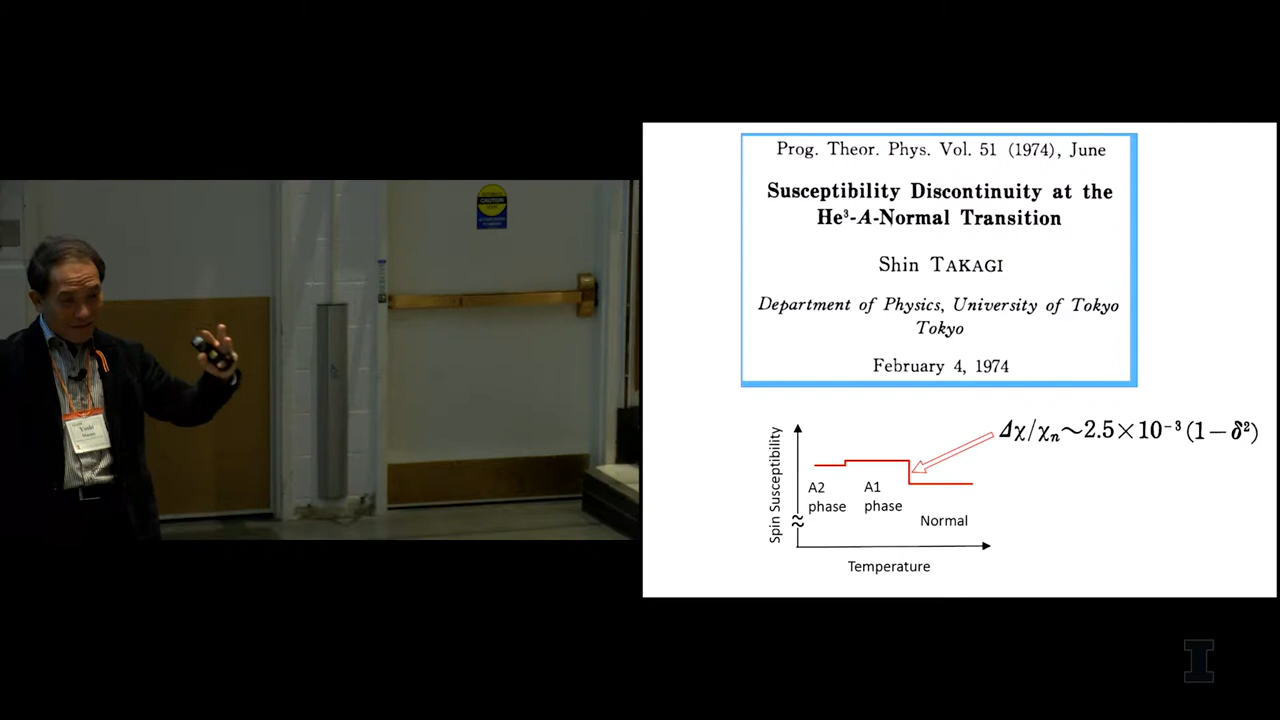 Prog. Theor. Phys. Vol. 51 (1974), June
Susceptibility Discontinuity at the
He³-A-Normal Transition
Shin TAKAGI
Department of Physics, University of Tokyo
Tokyo
February 4, 1974
Δχ/χₙ~2.5×10⁻³(1−δ²)
Spin Susceptibility
A2
phase
A1
phase
Normal
Temperature
CAUTION
Yuki
I